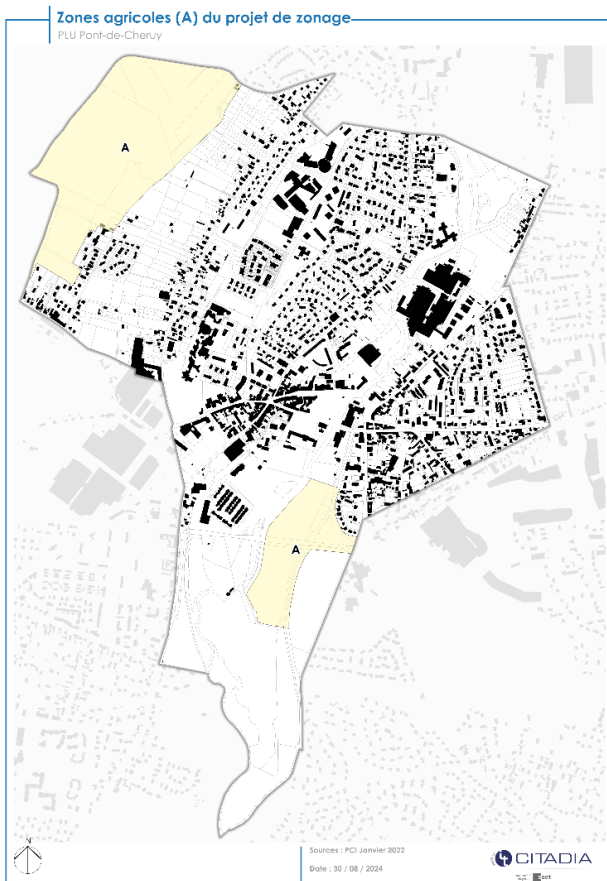 Zones agricoles (A) du projet de zonage
PLU Pont-de-Cheruy
A
A
N
Sources : PCI Janvier 2022
Date : 30 / 08 / 2024
CITADIA